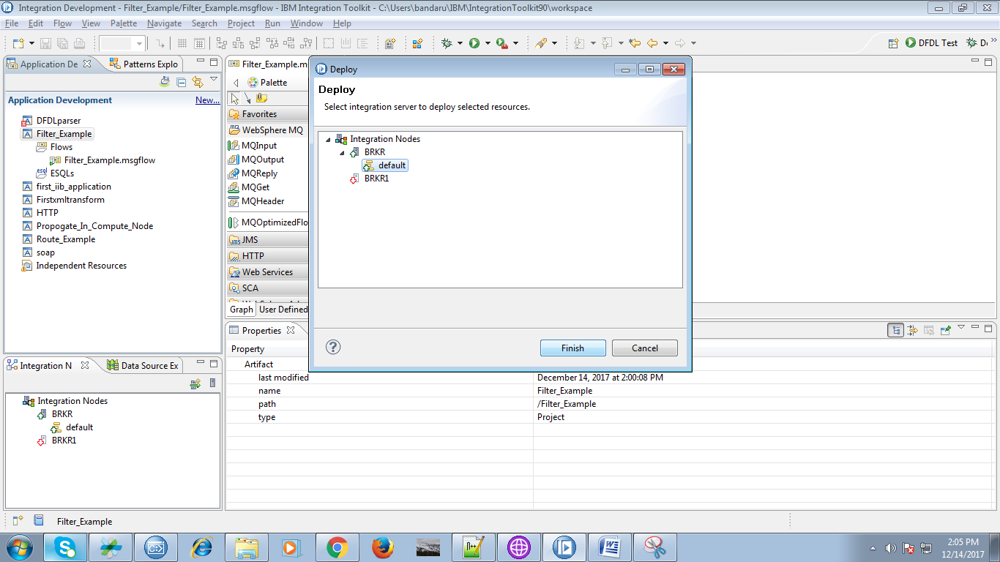 Integration Development - Filter_Example/Filter_Example.msgflow - IBM Integration Toolkit - C:\Users\bandaru\IBM\IntegrationToolkit90\workspace
File Edit Flow View Palette Navigate Search Project Run Window Help
DFDL Test
Application De
Patterns Explo
Application Development
New...
DFDLparser
Filter_Example
Flows
Filter_Example.msgflow
ESQLs
first_iib_application
Firstxmltransform
HTTP
Propogate_In_Compute_Node
Route_Example
soap
Independent Resources
Filter_Example.m
Palette
Favorites
WebSphere MQ
MQInput
MQOutput
MQReply
MQGet
MQHeader
MQOptimizedFlo
JMS
HTTP
Web Services
SCA
Graph
User Defined
Deploy
Deploy
Select integration server to deploy selected resources.
Integration Nodes
BRKR
default
BRKR1
Finish
Cancel
Integration N
Data Source Ex
Integration Nodes
BRKR
default
BRKR1
Properties
Property
Artifact
last modified December 14, 2017 at 2:00:08 PM
name Filter_Example
path /Filter_Example
type Project
Filter_Example
2:05 PM
12/14/2017